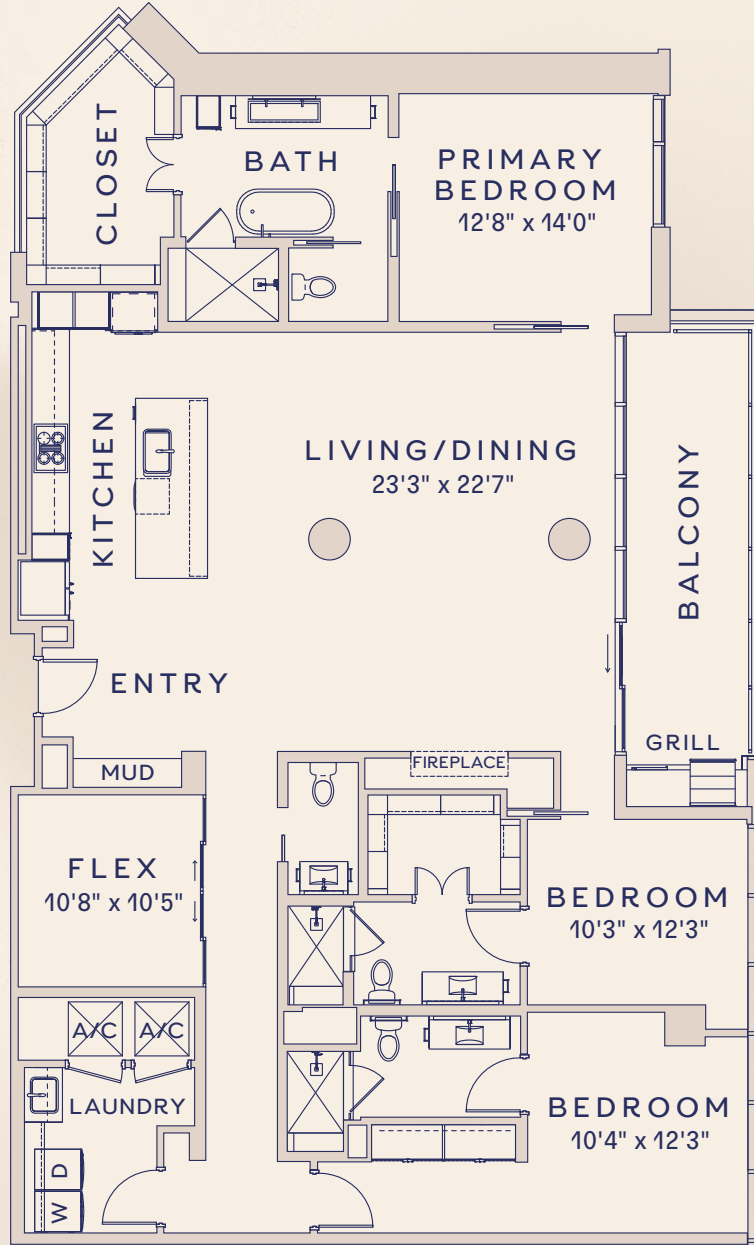 CLOSET
BATH
PRIMARY
BEDROOM
12'8" x 14'0"
KITCHEN
LIVING/DINING
23'3" x 22'7"
BALCONY
ENTRY
GRILL
MUD
FIREPLACE
FLEX
10'8" x 10'5"
BEDROOM
10'3" x 12'3"
A/C
A/C
LAUNDRY
BEDROOM
10'4" x 12'3"
D
W